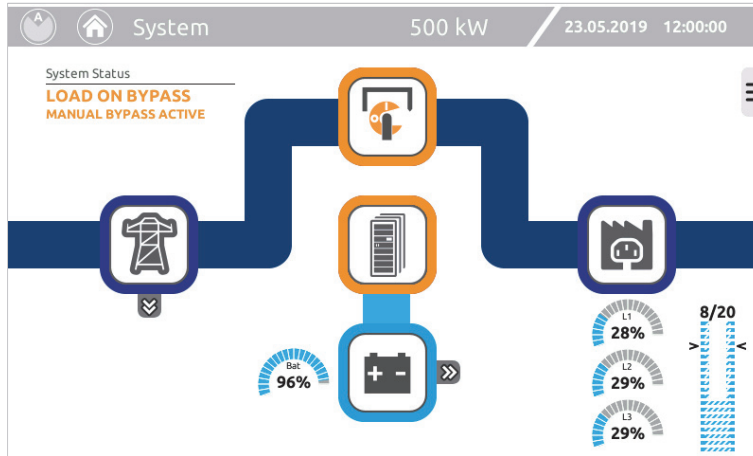 A
System
500 kW
23.05.2019 12:00:00
System Status
LOAD ON BYPASS
MANUAL BYPASS ACTIVE
O I
L1
28%
8/20
> <
Bat
96%
+ -
L2
29%
L3
29%